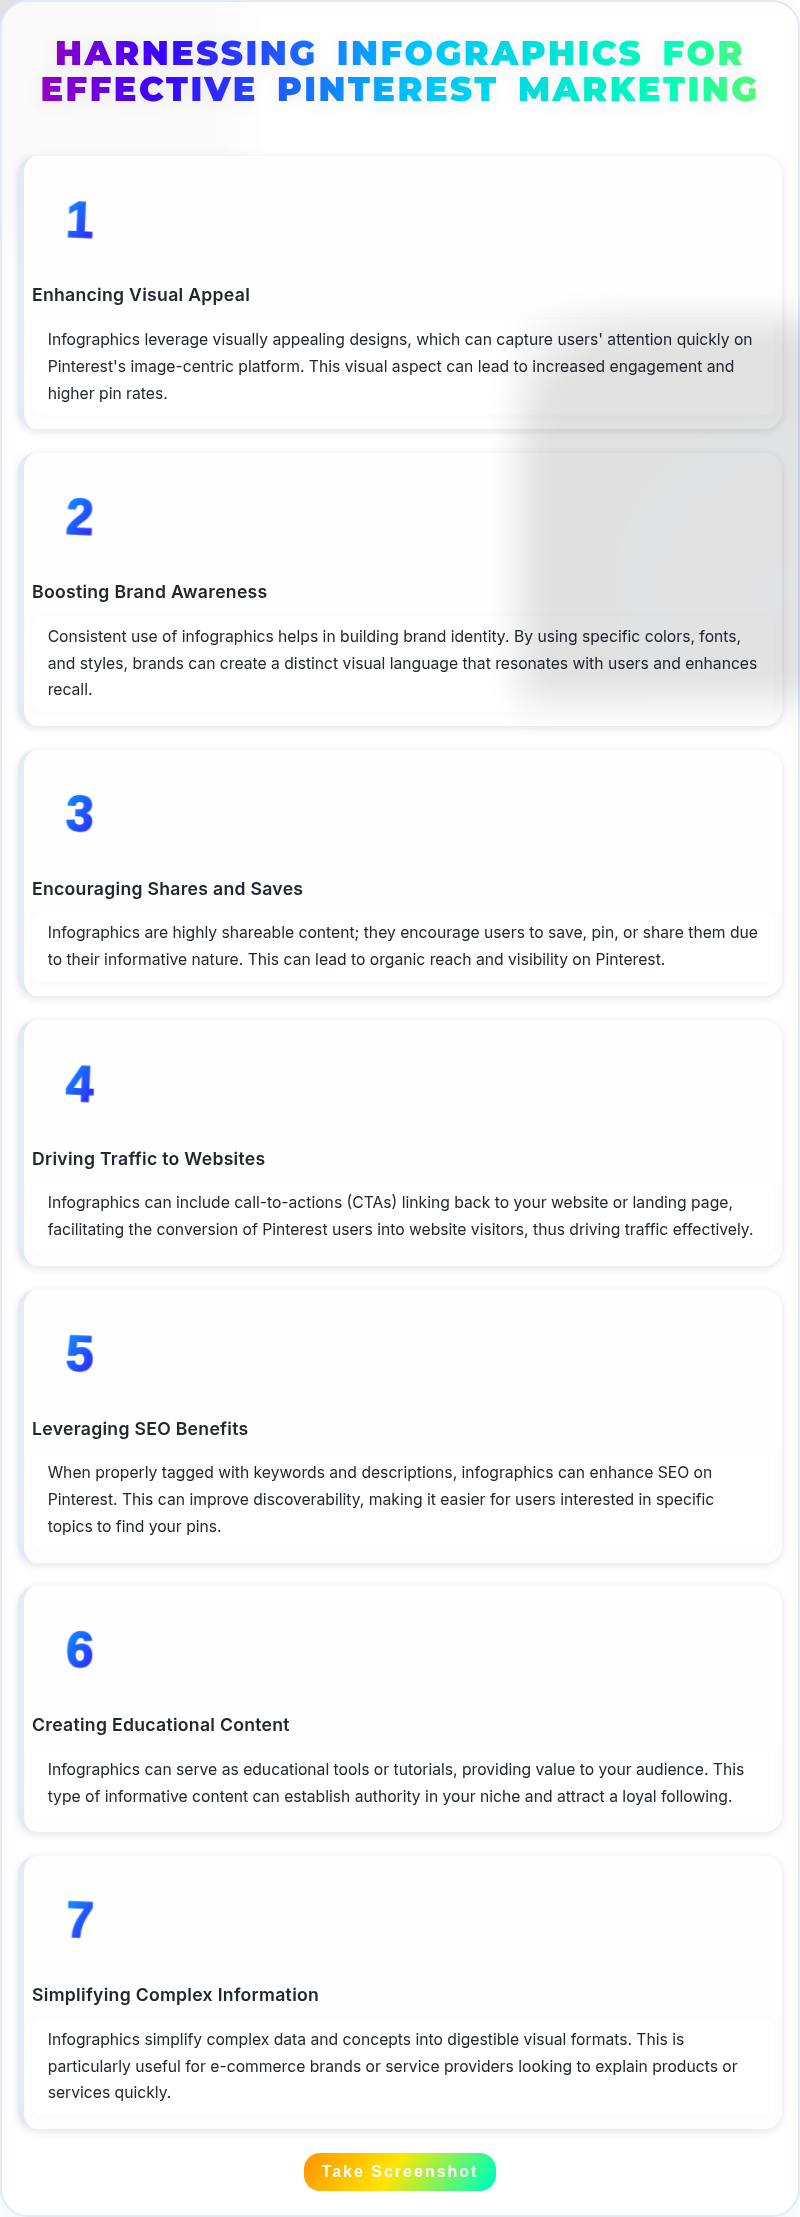 HARNESSING INFOGRAPHICS FOR
EFFECTIVE PINTEREST MARKETING
1
Enhancing Visual Appeal
Infographics leverage visually appealing designs, which can capture users' attention quickly on
Pinterest's image-centric platform. This visual aspect can lead to increased engagement and
higher pin rates.
2
Boosting Brand Awareness
Consistent use of infographics helps in building brand identity. By using specific colors, fonts,
and styles, brands can create a distinct visual language that resonates with users and enhances
recall.
3
Encouraging Shares and Saves
Infographics are highly shareable content; they encourage users to save, pin, or share them due
to their informative nature. This can lead to organic reach and visibility on Pinterest.
4
Driving Traffic to Websites
Infographics can include call-to-actions (CTAs) linking back to your website or landing page,
facilitating the conversion of Pinterest users into website visitors, thus driving traffic effectively.
5
Leveraging SEO Benefits
When properly tagged with keywords and descriptions, infographics can enhance SEO on
Pinterest. This can improve discoverability, making it easier for users interested in specific
topics to find your pins.
6
Creating Educational Content
Infographics can serve as educational tools or tutorials, providing value to your audience. This
type of informative content can establish authority in your niche and attract a loyal following.
7
Simplifying Complex Information
Infographics simplify complex data and concepts into digestible visual formats. This is
particularly useful for e-commerce brands or service providers looking to explain products or
services quickly.
Take Screenshot